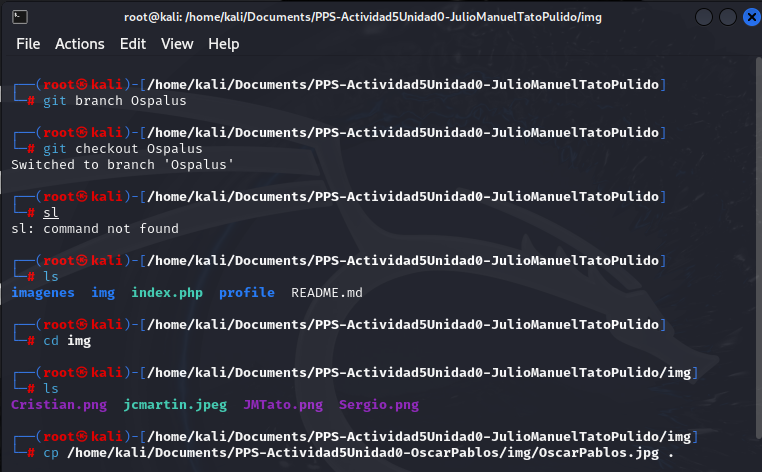 root@kali: /home/kali/Documents/PPS-Actividad5Unidad0-JulioManuelTatoPulido/img
File Actions Edit View Help
┌──(root㉿kali)-[/home/kali/Documents/PPS-Actividad5Unidad0-JulioManuelTatoPulido]
└─# git branch Ospalus
┌──(root㉿kali)-[/home/kali/Documents/PPS-Actividad5Unidad0-JulioManuelTatoPulido]
└─# git checkout Ospalus
Switched to branch 'Ospalus'
┌──(root㉿kali)-[/home/kali/Documents/PPS-Actividad5Unidad0-JulioManuelTatoPulido]
└─# sl
sl: command not found
┌──(root㉿kali)-[/home/kali/Documents/PPS-Actividad5Unidad0-JulioManuelTatoPulido]
└─# ls
imagenes img index.php profile README.md
┌──(root㉿kali)-[/home/kali/Documents/PPS-Actividad5Unidad0-JulioManuelTatoPulido]
└─# cd img
┌──(root㉿kali)-[/home/kali/Documents/PPS-Actividad5Unidad0-JulioManuelTatoPulido/img]
└─# ls
Cristian.png jcmartin.jpeg JMTato.png Sergio.png
┌──(root㉿kali)-[/home/kali/Documents/PPS-Actividad5Unidad0-JulioManuelTatoPulido/img]
└─# cp /home/kali/Documents/PPS-Actividad5Unidad0-OscarPablos/img/OscarPablos.jpg .